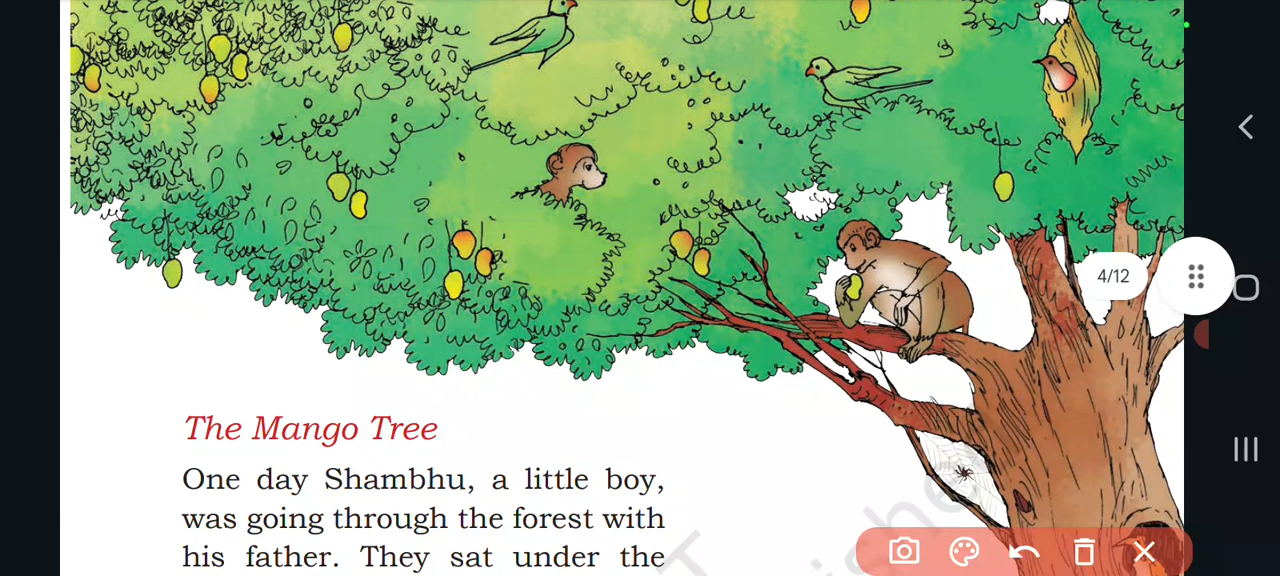 4/12
The Mango Tree
One day Shambhu, a little boy,
was going through the forest with
his father. They sat under the